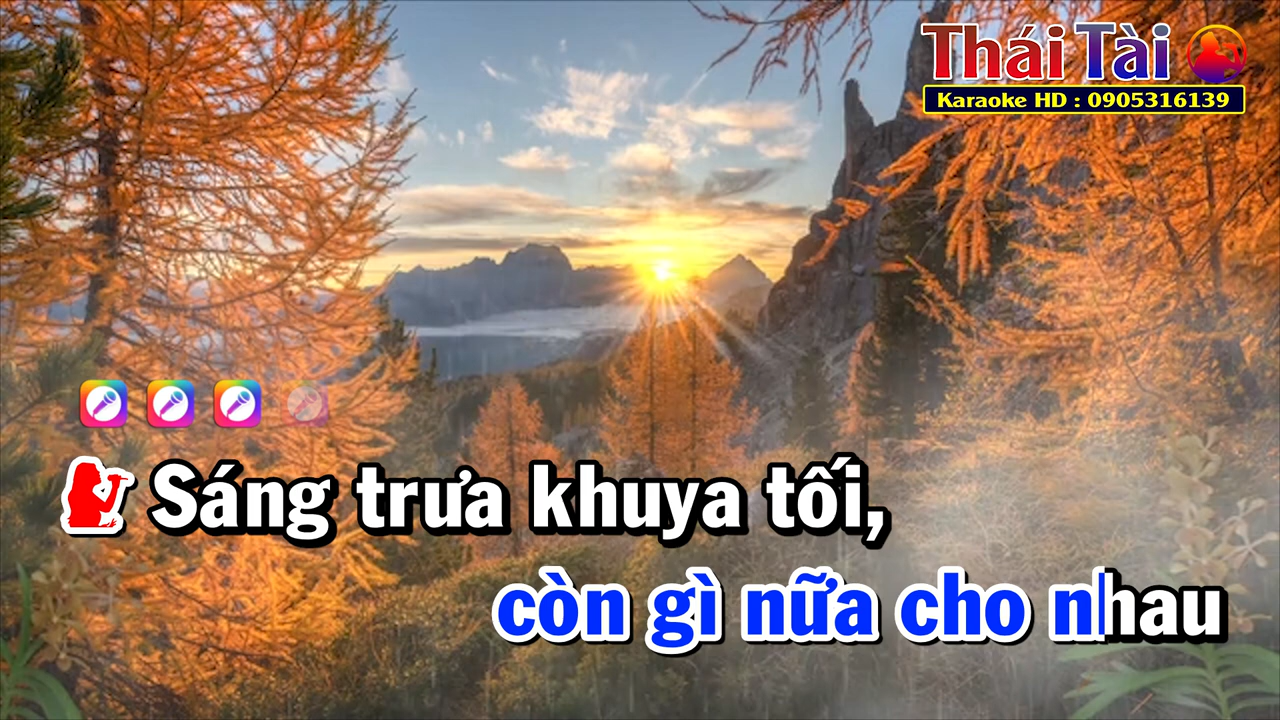 Thái Tài
Karaoke HD : 0905316139
Sáng trưa khuya tối,
còn gì nữa cho nhau